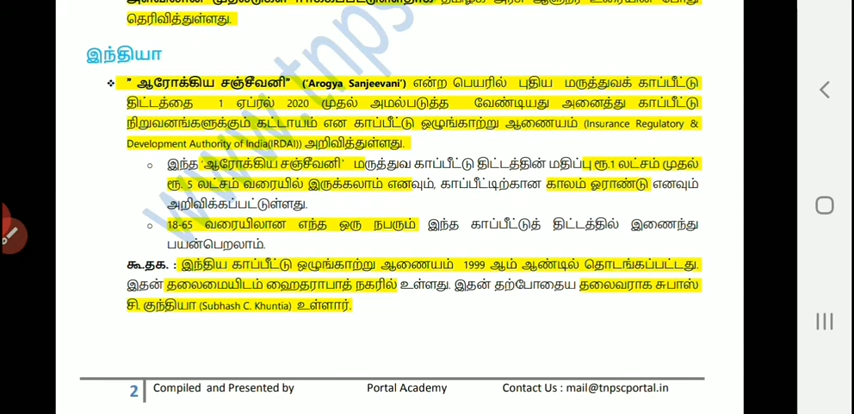 தெரிவித்துள்ளது.
இந்தியா
❖ " ஆரோக்கிய சஞ்சீவனி" ('Arogya Sanjeevani') என்ற பெயரில் புதிய மருத்துவக் காப்பீட்டு
திட்டத்தை 1 ஏப்ரல் 2020 முதல் அமல்படுத்த வேண்டியது அனைத்து காப்பீட்டு
நிறுவனங்களுக்கும் கட்டாயம் என காப்பீட்டு ஒழுங்காற்று ஆணையம் (Insurance Regulatory &
Development Authority of India(IRDAI)) அறிவித்துள்ளது.
o இந்த 'ஆரோக்கிய சஞ்சீவனி' மருத்துவ காப்பீட்டு திட்டத்தின் மதிப்பு ரூ.1 லட்சம் முதல்
ரூ. 5 லட்சம் வரையில் இருக்கலாம் எனவும், காப்பீட்டிற்கான காலம் ஓராண்டு எனவும்
அறிவிக்கப்பட்டுள்ளது.
o 18-65 வரையிலான எந்த ஒரு நபரும் இந்த காப்பீட்டுத் திட்டத்தில் இணைந்து
பயன்பெறலாம்.
கூ.தக. : இந்திய காப்பீட்டு ஒழுங்காற்று ஆணையம் 1999 ஆம் ஆண்டில் தொடங்கப்பட்டது.
இதன் தலைமையிடம் ஹைதராபாத் நகரில் உள்ளது. இதன் தற்போதைய தலைவராக சுபாஸ்
சி. குந்தியா (Subhash C. Khuntia) உள்ளார்.
2 Compiled and Presented by Portal Academy Contact Us : mail@tnpscportal.in
www.tnps